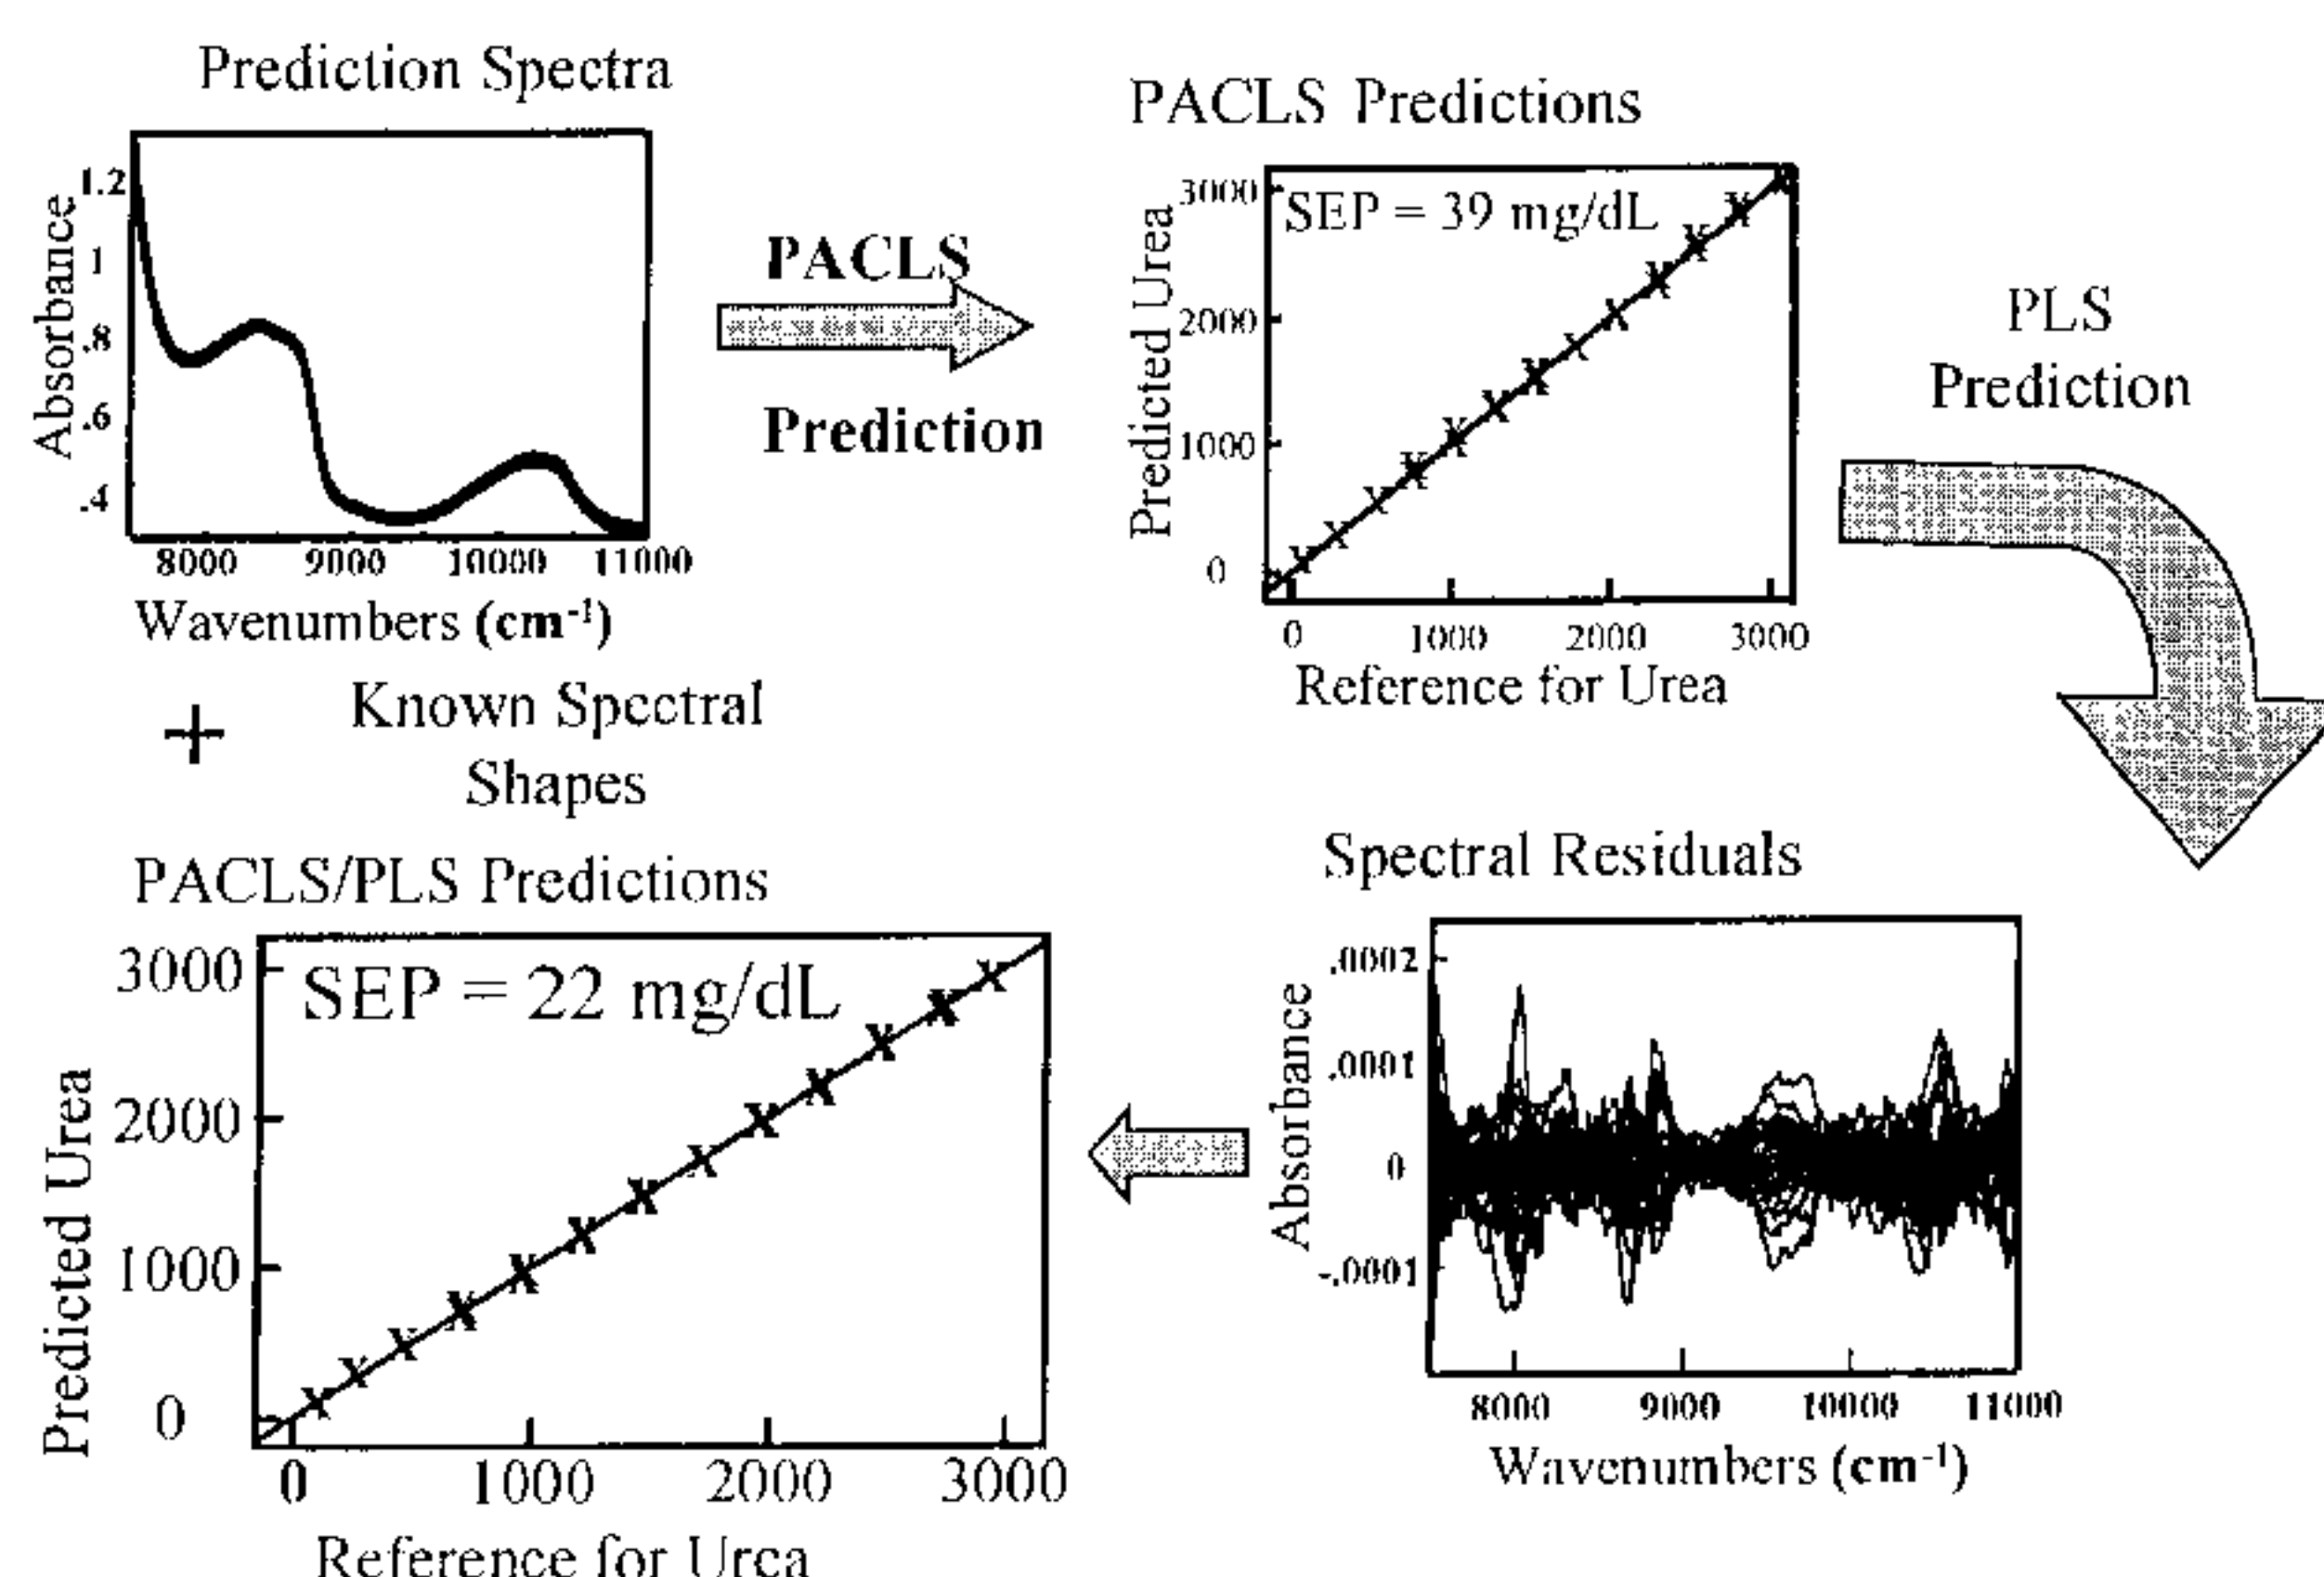 Prediction Spectra
Absorbance
1.2
1
.8
.6
.4
8000 9000 10000 11000
Wavenumbers (cm-1)
+ Known Spectral
Shapes
PACLS
Prediction
PACLS Predictions
Predicted Urea
3000
2000
1000
0
SEP = 39 mg/dL
0 1000 2000 3000
Reference for Urea
PLS
Prediction
Spectral Residuals
Absorbance
.0002
.0001
0
-.0001
8000 9000 10000 11000
Wavenumbers (cm-1)
PACLS/PLS Predictions
Predicted Urea
3000
2000
1000
0
SEP = 22 mg/dL
0 1000 2000 3000
Reference for Urea